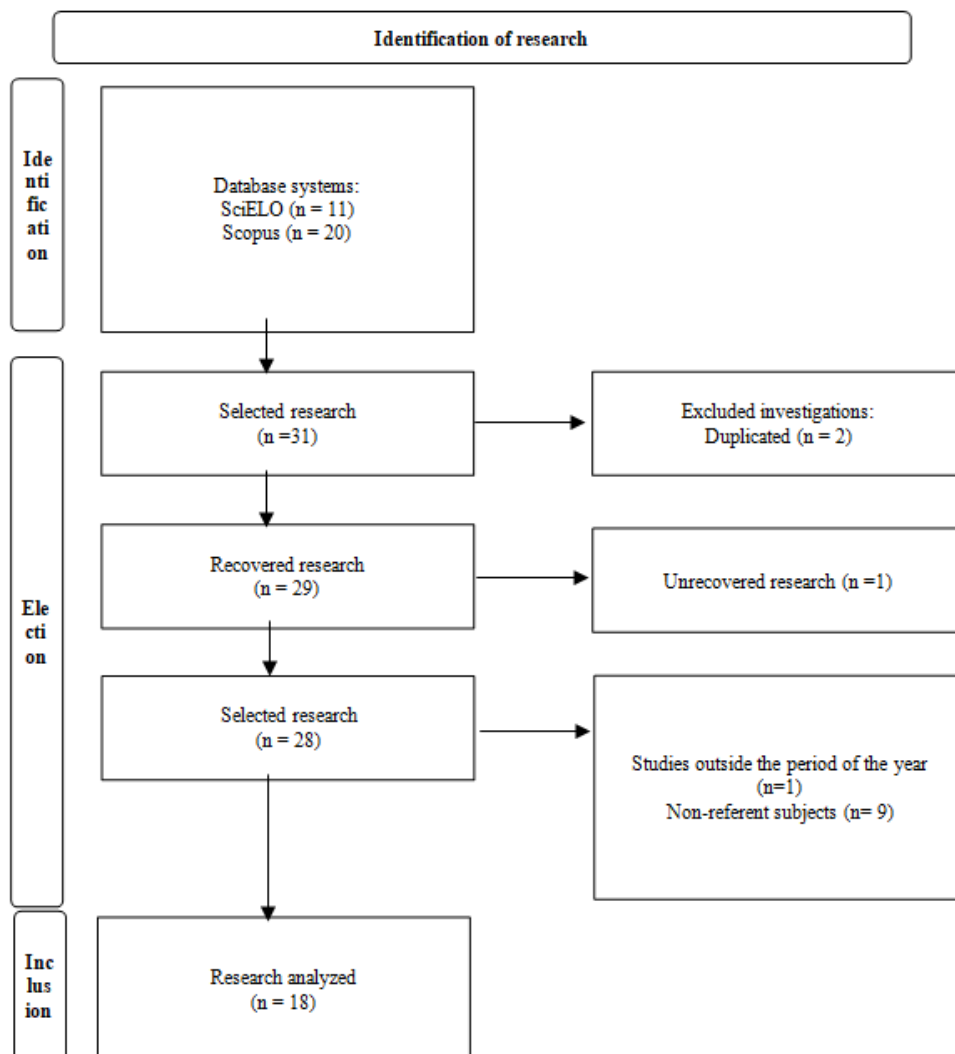 Identification of research
Ide
nti
fic
ati
on
Database systems:
SciELO (n = 11)
Scopus (n = 20)
Ele
cti
on
Selected research
(n =31)
Excluded investigations:
Duplicated (n = 2)
Recovered research
(n = 29)
Unrecovered research (n =1)
Selected research
(n = 28)
Studies outside the period of the year
(n=1)
Non-referent subjects (n= 9)
Inc
lus
ion
Research analyzed
(n = 18)